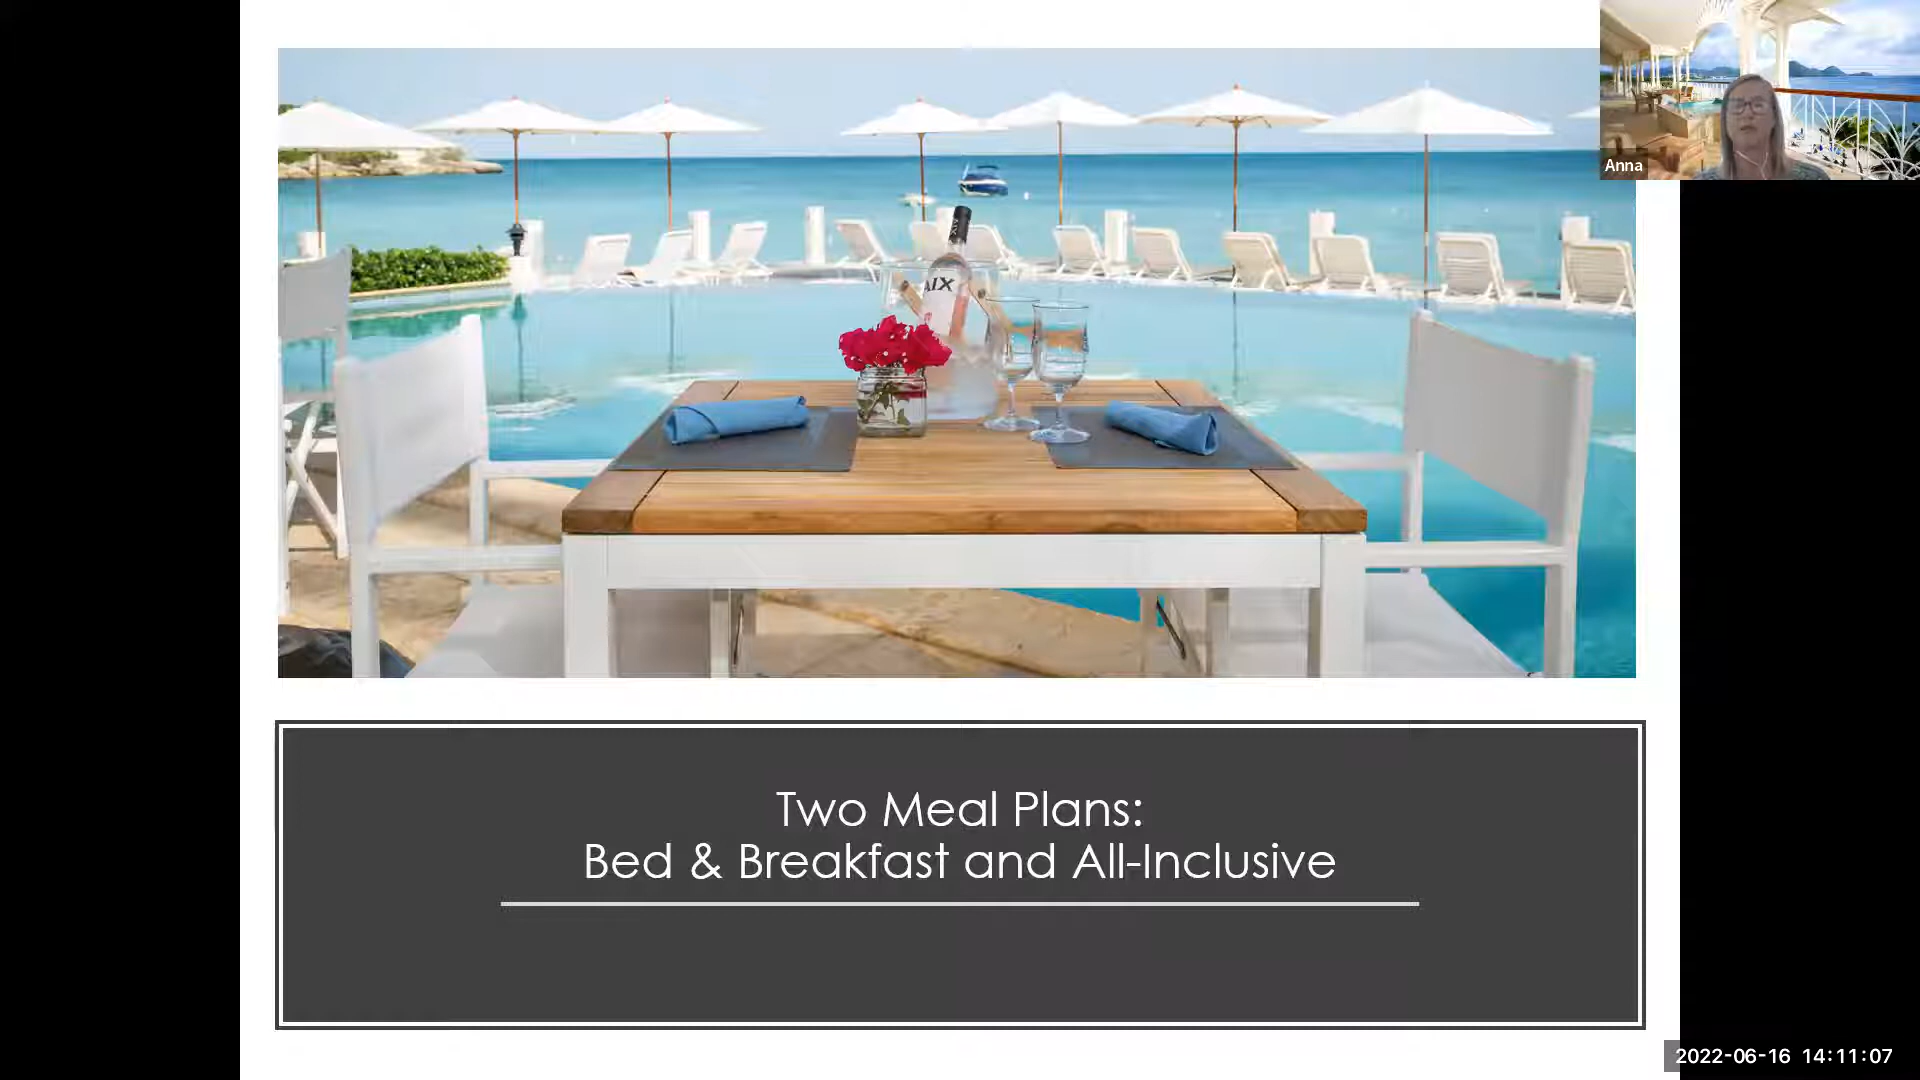 Anna
AIX
Two Meal Plans:
Bed & Breakfast and All-Inclusive
2022-06-16 14:11:07